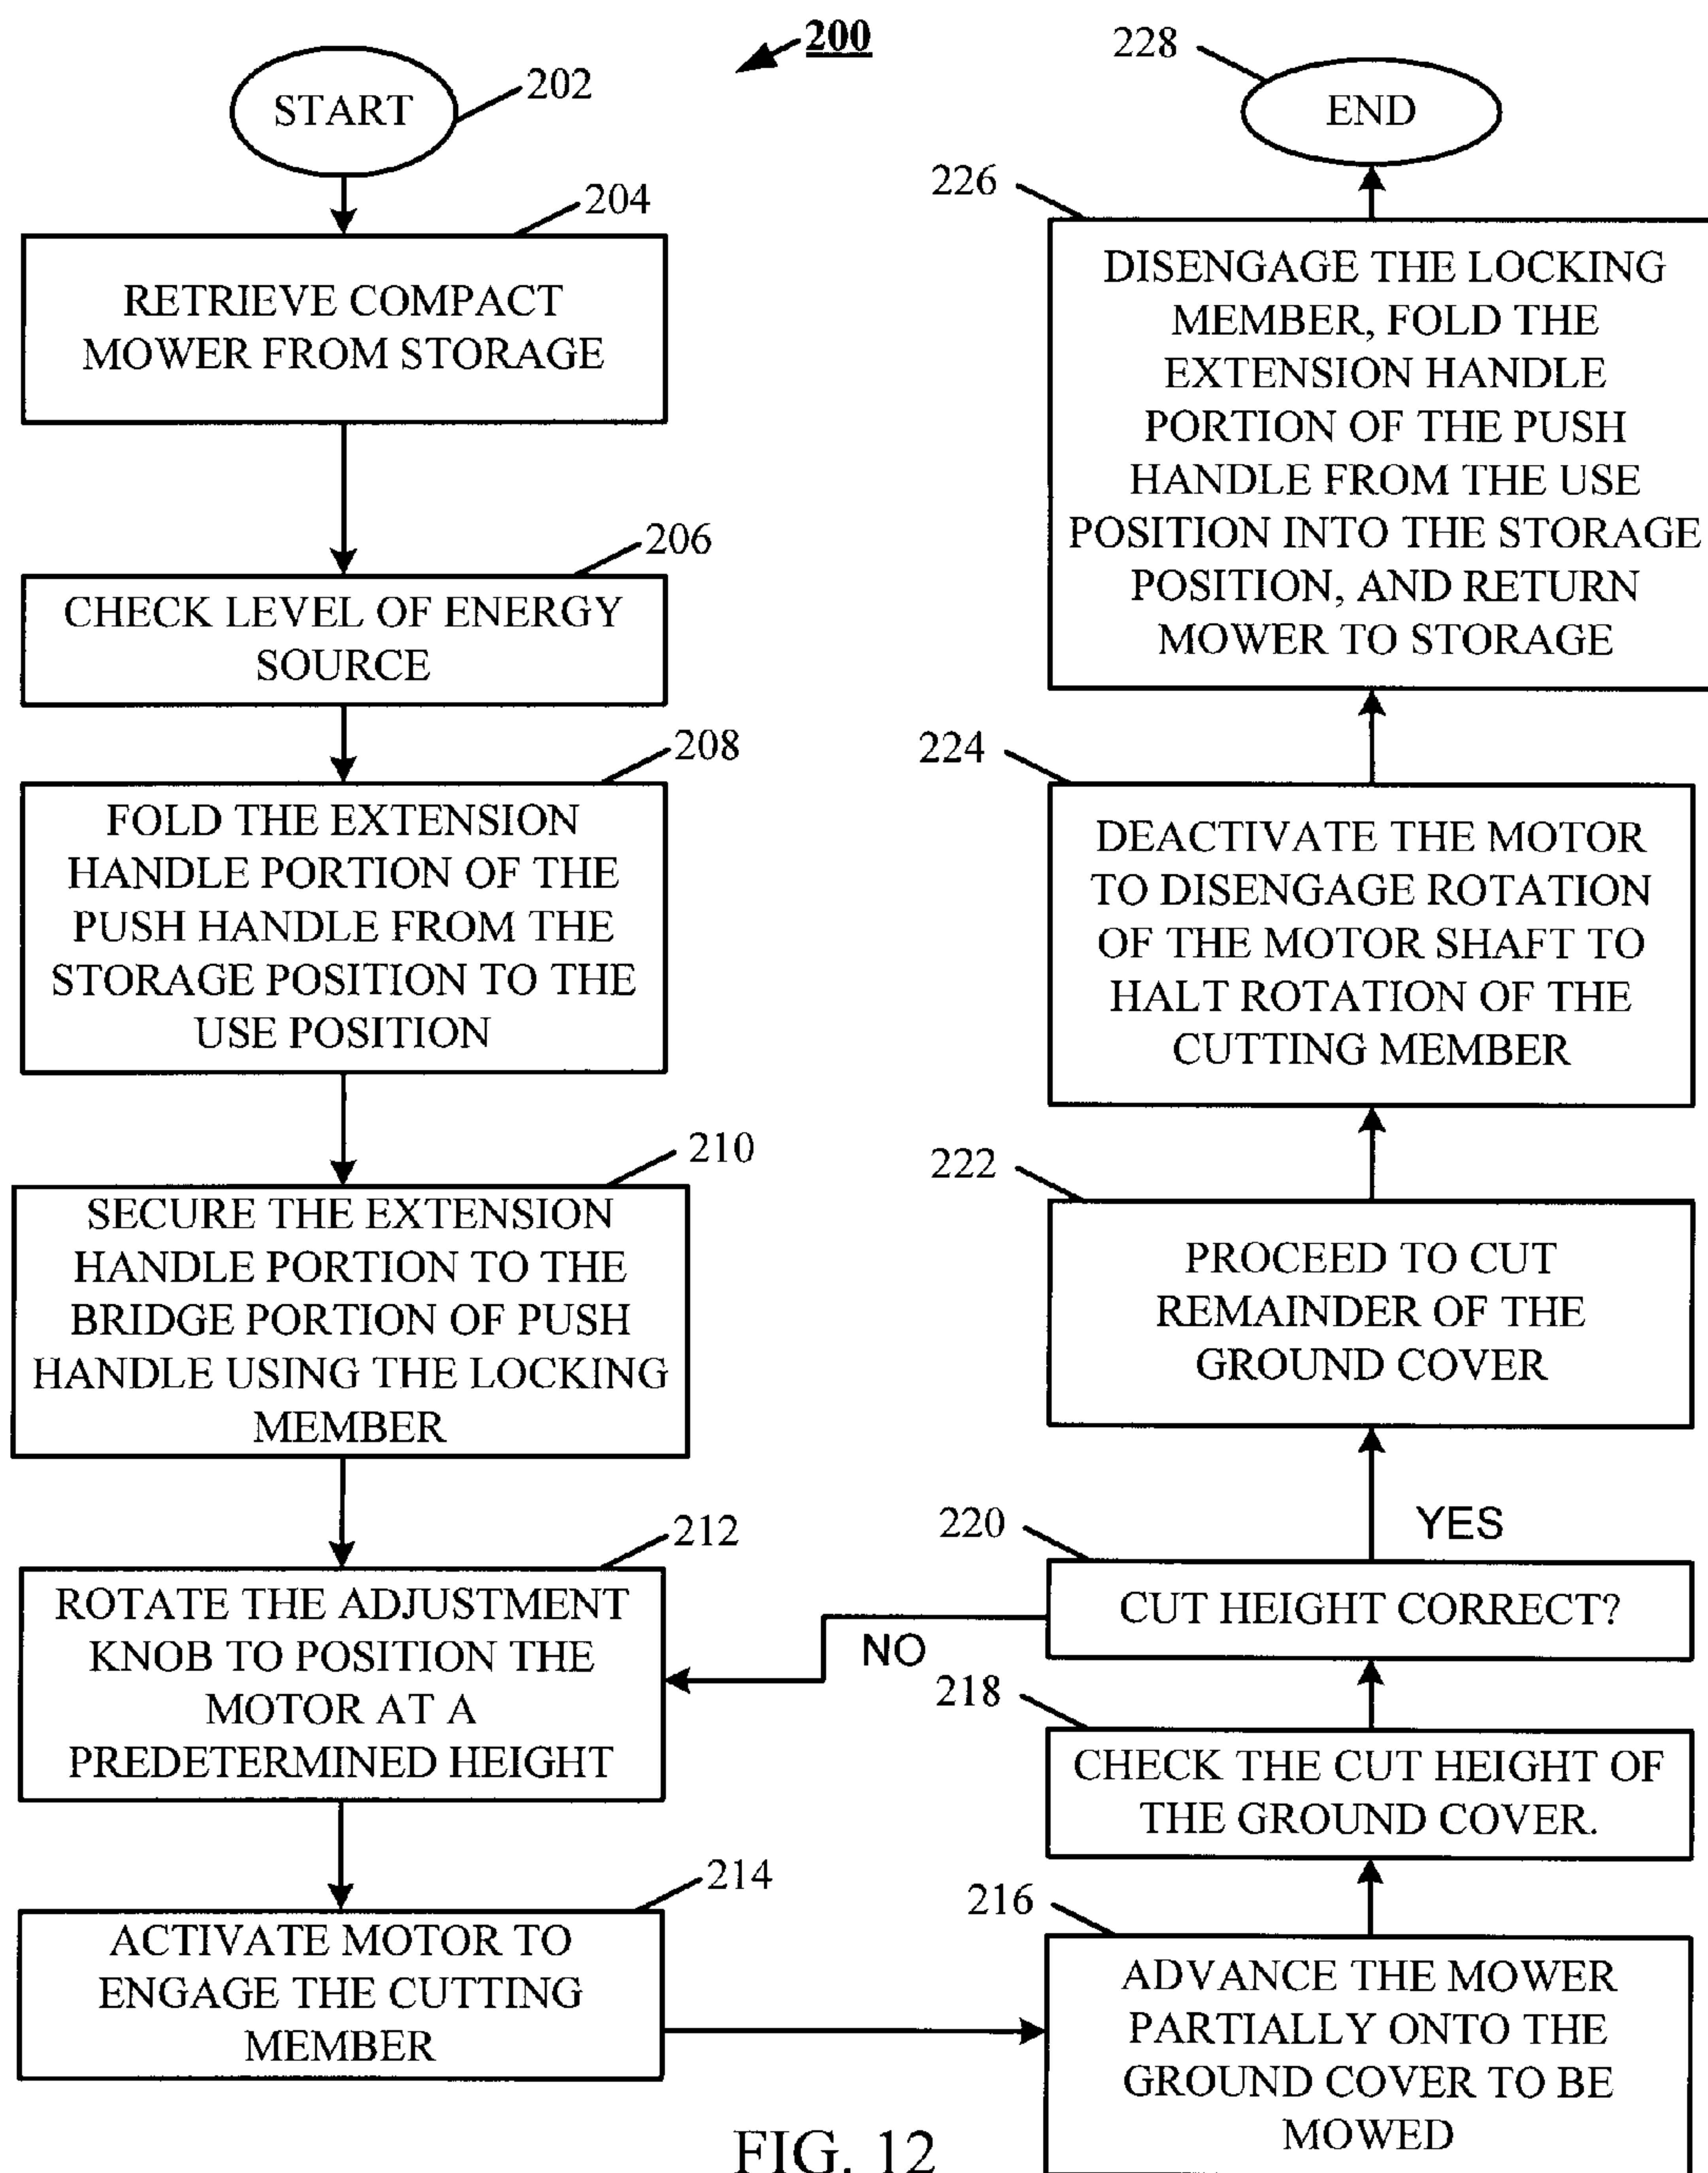 200
START
202
204
RETRIEVE COMPACT
MOWER FROM STORAGE
206
CHECK LEVEL OF ENERGY
SOURCE
208
FOLD THE EXTENSION
HANDLE PORTION OF THE
PUSH HANDLE FROM THE
STORAGE POSITION TO THE
USE POSITION
210
SECURE THE EXTENSION
HANDLE PORTION TO THE
BRIDGE PORTION OF PUSH
HANDLE USING THE LOCKING
MEMBER
212
ROTATE THE ADJUSTMENT
KNOB TO POSITION THE
MOTOR AT A
PREDETERMINED HEIGHT
214
ACTIVATE MOTOR TO
ENGAGE THE CUTTING
MEMBER
216
ADVANCE THE MOWER
PARTIALLY ONTO THE
GROUND COVER TO BE
MOWED
218
CHECK THE CUT HEIGHT OF
THE GROUND COVER.
220
CUT HEIGHT CORRECT?
NO
YES
222
PROCEED TO CUT
REMAINDER OF THE
GROUND COVER
224
DEACTIVATE THE MOTOR
TO DISENGAGE ROTATION
OF THE MOTOR SHAFT TO
HALT ROTATION OF THE
CUTTING MEMBER
226
DISENGAGE THE LOCKING
MEMBER, FOLD THE
EXTENSION HANDLE
PORTION OF THE PUSH
HANDLE FROM THE USE
POSITION INTO THE STORAGE
POSITION, AND RETURN
MOWER TO STORAGE
228
END
FIG. 12